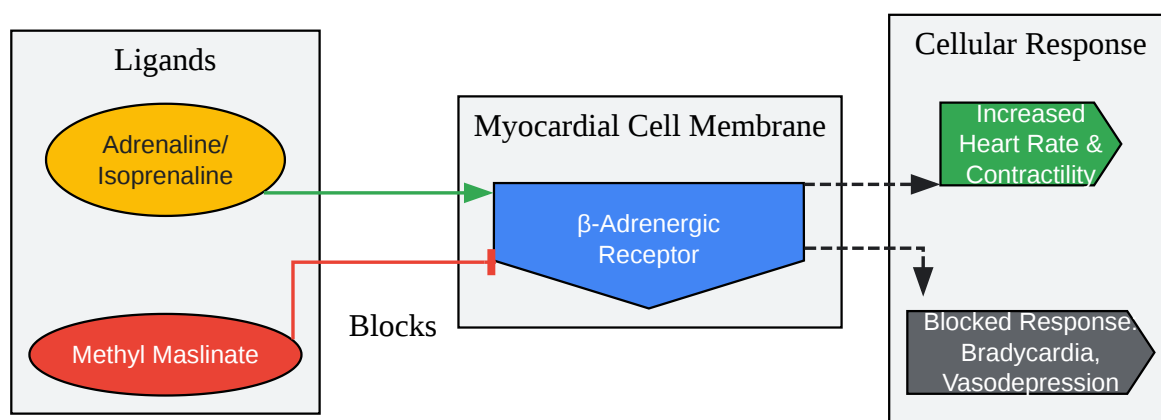 Ligands
Adrenaline/
Isoprenaline
Methyl Maslinate
Blocks
Myocardial Cell Membrane
β-Adrenergic
Receptor
Cellular Response
Increased
Heart Rate &
Contractility
Blocked Response:
Bradycardia,
Vasodepression